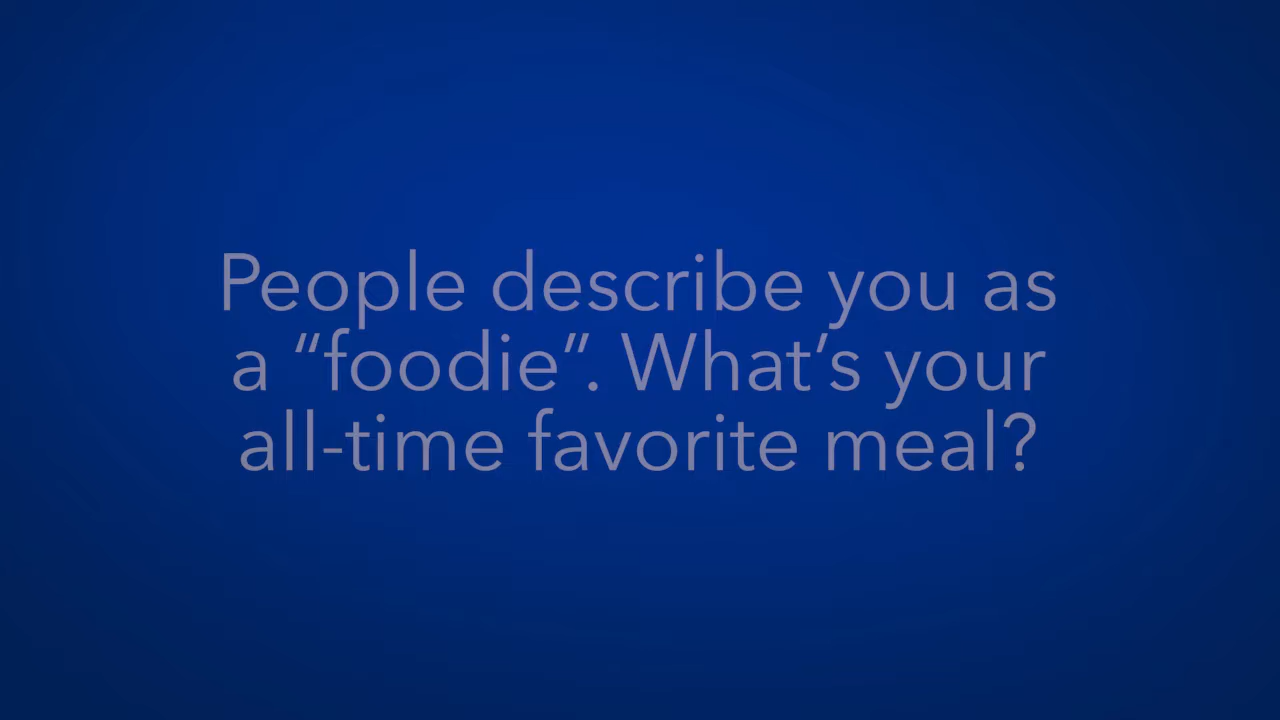 People describe you as
a “foodie”. What’s your
all-time favorite meal?